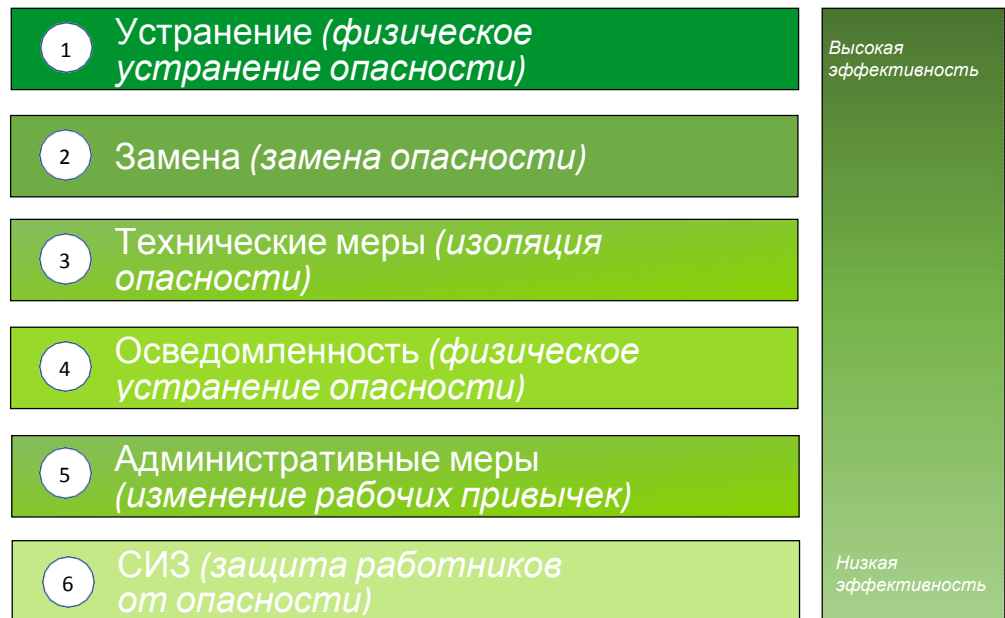 1
Устранение (физическое
устранение опасности)
Высокая
эффективность
2
Замена (замена опасности)
3
Технические меры (изоляция
опасности)
4
Осведомленность (физическое
устранение опасности)
5
Административные меры
(изменение рабочих привычек)
6
СИЗ (защита работников
от опасности)
Низкая
эффективность